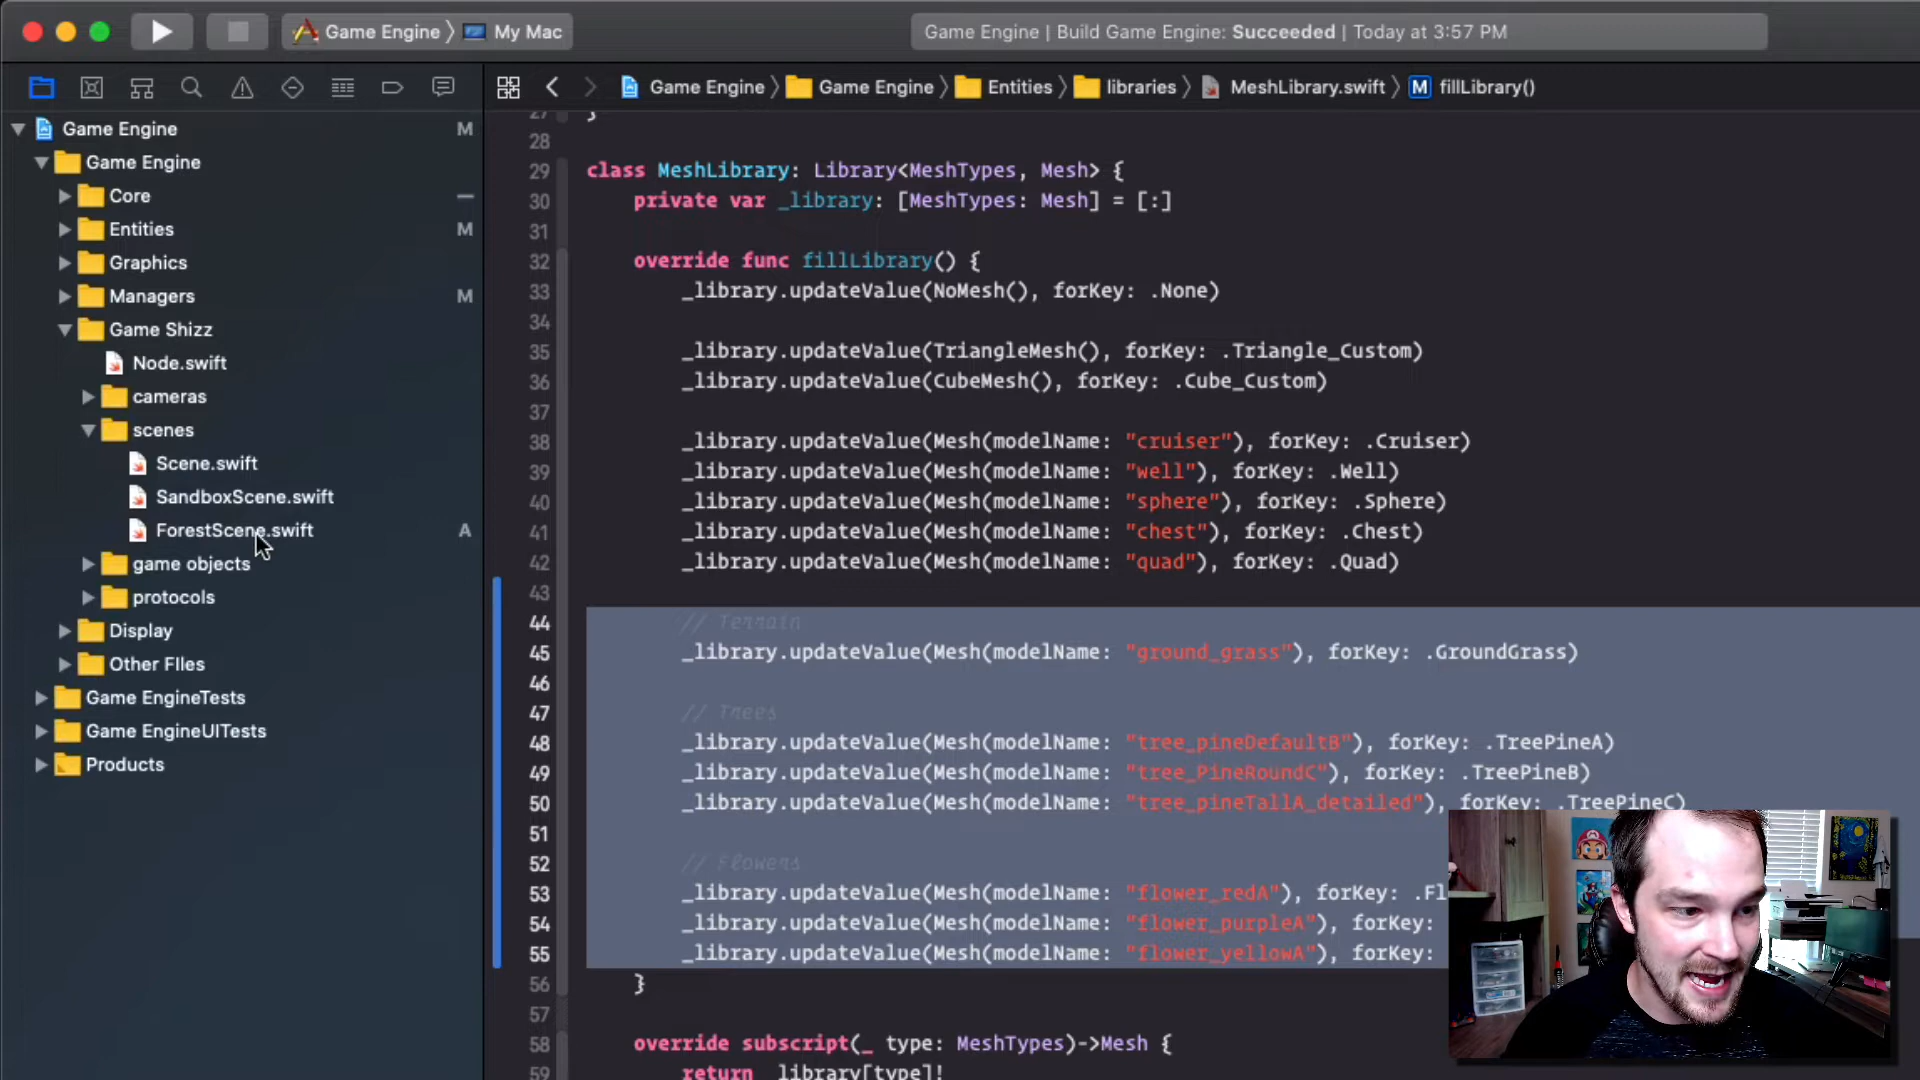 Game Engine 〉 My Mac
Game Engine | Build Game Engine: Succeeded | Today at 3:57 PM
Game Engine 〉 Game Engine 〉 Entities 〉 libraries 〉 MeshLibrary.swift 〉 M fillLibrary()
Game Engine M
Game Engine
Core —
Entities M
Graphics
Managers M
Game Shizz
Node.swift
cameras
scenes
Scene.swift
SandboxScene.swift
ForestScene.swift A
game objects
protocols
Display
Other FIles
Game EngineTests
Game EngineUITests
Products
27 }
28
29 class MeshLibrary: Library<MeshTypes, Mesh> {
30 private var _library: [MeshTypes: Mesh] = [:]
31
32 override func fillLibrary() {
33 _library.updateValue(NoMesh(), forKey: .None)
34
35 _library.updateValue(TriangleMesh(), forKey: .Triangle_Custom)
36 _library.updateValue(CubeMesh(), forKey: .Cube_Custom)
37
38 _library.updateValue(Mesh(modelName: "cruiser"), forKey: .Cruiser)
39 _library.updateValue(Mesh(modelName: "well"), forKey: .Well)
40 _library.updateValue(Mesh(modelName: "sphere"), forKey: .Sphere)
41 _library.updateValue(Mesh(modelName: "chest"), forKey: .Chest)
42 _library.updateValue(Mesh(modelName: "quad"), forKey: .Quad)
43
44 // Terrain
45 _library.updateValue(Mesh(modelName: "ground_grass"), forKey: .GroundGrass)
46
47 // Trees
48 _library.updateValue(Mesh(modelName: "tree_pineDefaultB"), forKey: .TreePineA)
49 _library.updateValue(Mesh(modelName: "tree_PineRoundC"), forKey: .TreePineB)
50 _library.updateValue(Mesh(modelName: "tree_pineTallA_detailed"), forKey: .TreePineC)
51
52 // Flowers
53 _library.updateValue(Mesh(modelName: "flower_redA"), forKey: .Fl
54 _library.updateValue(Mesh(modelName: "flower_purpleA"), forKey:
55 _library.updateValue(Mesh(modelName: "flower_yellowA"), forKey:
56 }
57
58 override subscript(_ type: MeshTypes)->Mesh {
59 return _library[type]!